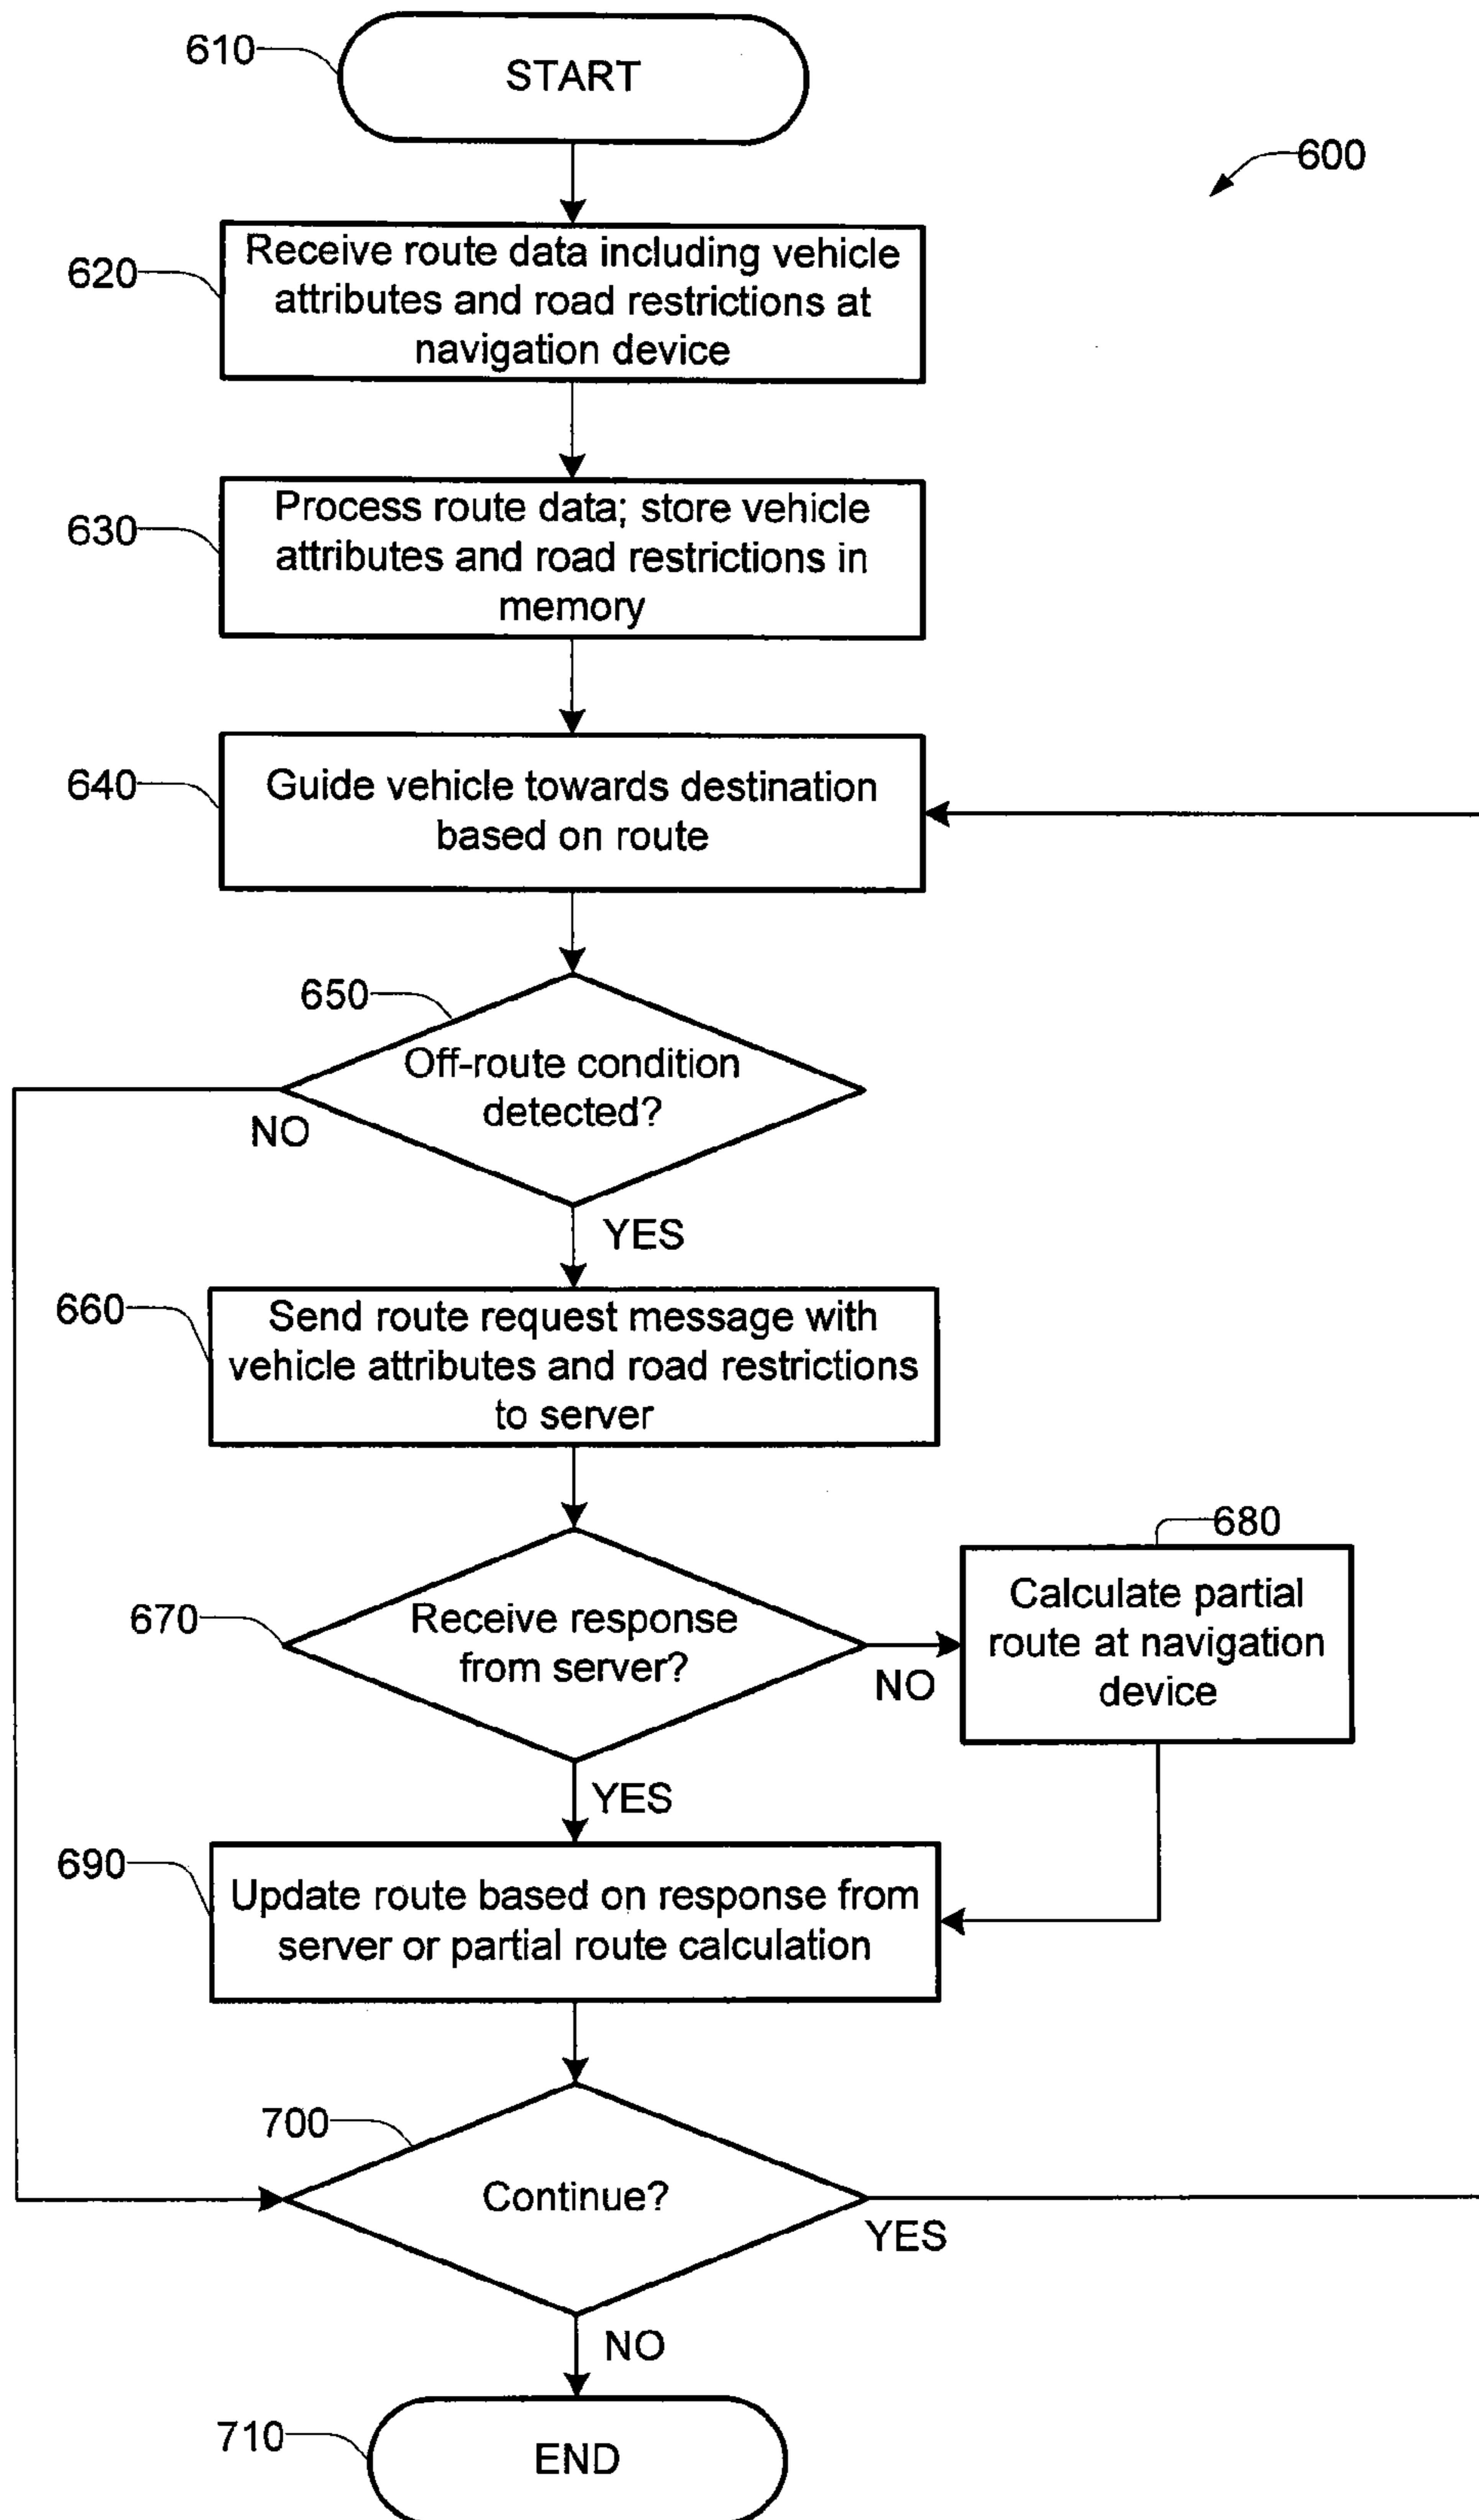 610
START
600
620
Receive route data including vehicle
attributes and road restrictions at
navigation device
630
Process route data; store vehicle
attributes and road restrictions in
memory
640
Guide vehicle towards destination
based on route
650
Off-route condition
detected?
NO
YES
660
Send route request message with
vehicle attributes and road restrictions
to server
670
Receive response
from server?
NO
680
Calculate partial
route at navigation
device
YES
690
Update route based on response from
server or partial route calculation
700
Continue?
YES
NO
710
END